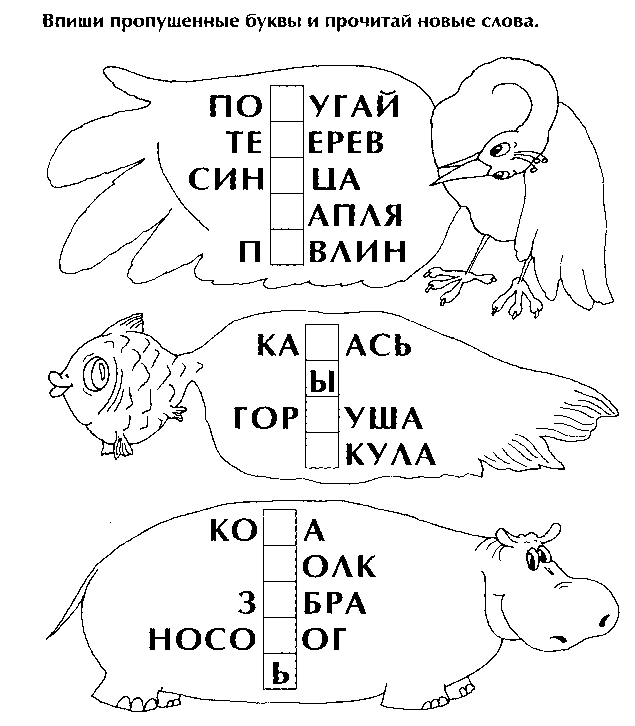 Впиши пропущенные буквы и прочитай новые слова.
ПО УГАЙ
ТЕ ЕРЕВ
СИН ЦА
АПЛЯ
П ВЛИН
КА АСЬ
Ы
ГОР УША
КУЛА
КО А
ОЛК
З БРА
НОСО ОГ
Ь